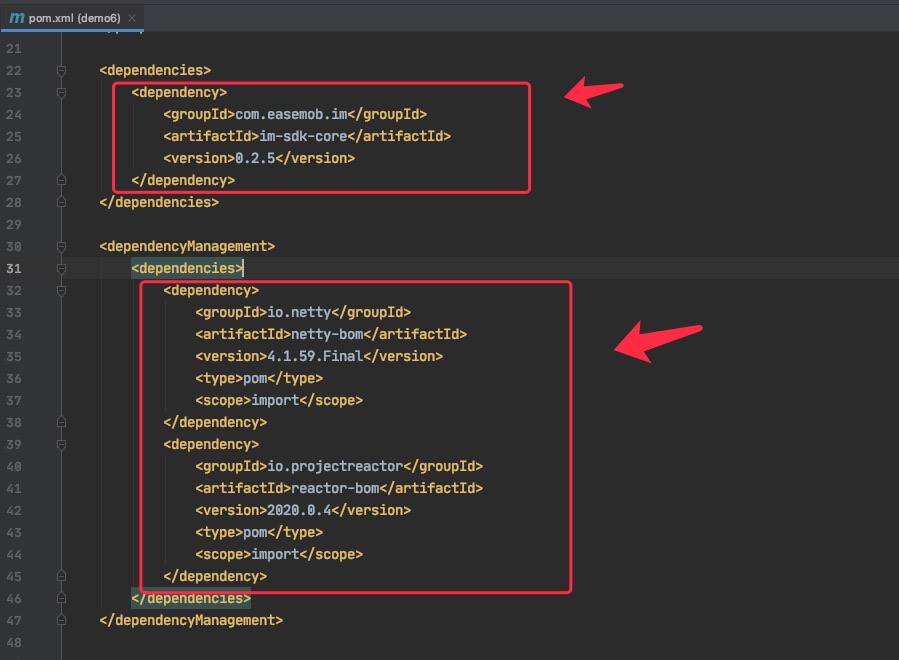 m pom.xml (demo6) ×
21
22 <dependencies>
23 <dependency>
24 <groupId>com.easemob.im</groupId>
25 <artifactId>im-sdk-core</artifactId>
26 <version>0.2.5</version>
27 </dependency>
28 </dependencies>
29
30 <dependencyManagement>
31 <dependencies>
32 <dependency>
33 <groupId>io.netty</groupId>
34 <artifactId>netty-bom</artifactId>
35 <version>4.1.59.Final</version>
36 <type>pom</type>
37 <scope>import</scope>
38 </dependency>
39 <dependency>
40 <groupId>io.projectreactor</groupId>
41 <artifactId>reactor-bom</artifactId>
42 <version>2020.0.4</version>
43 <type>pom</type>
44 <scope>import</scope>
45 </dependency>
46 </dependencies>
47 </dependencyManagement>
48